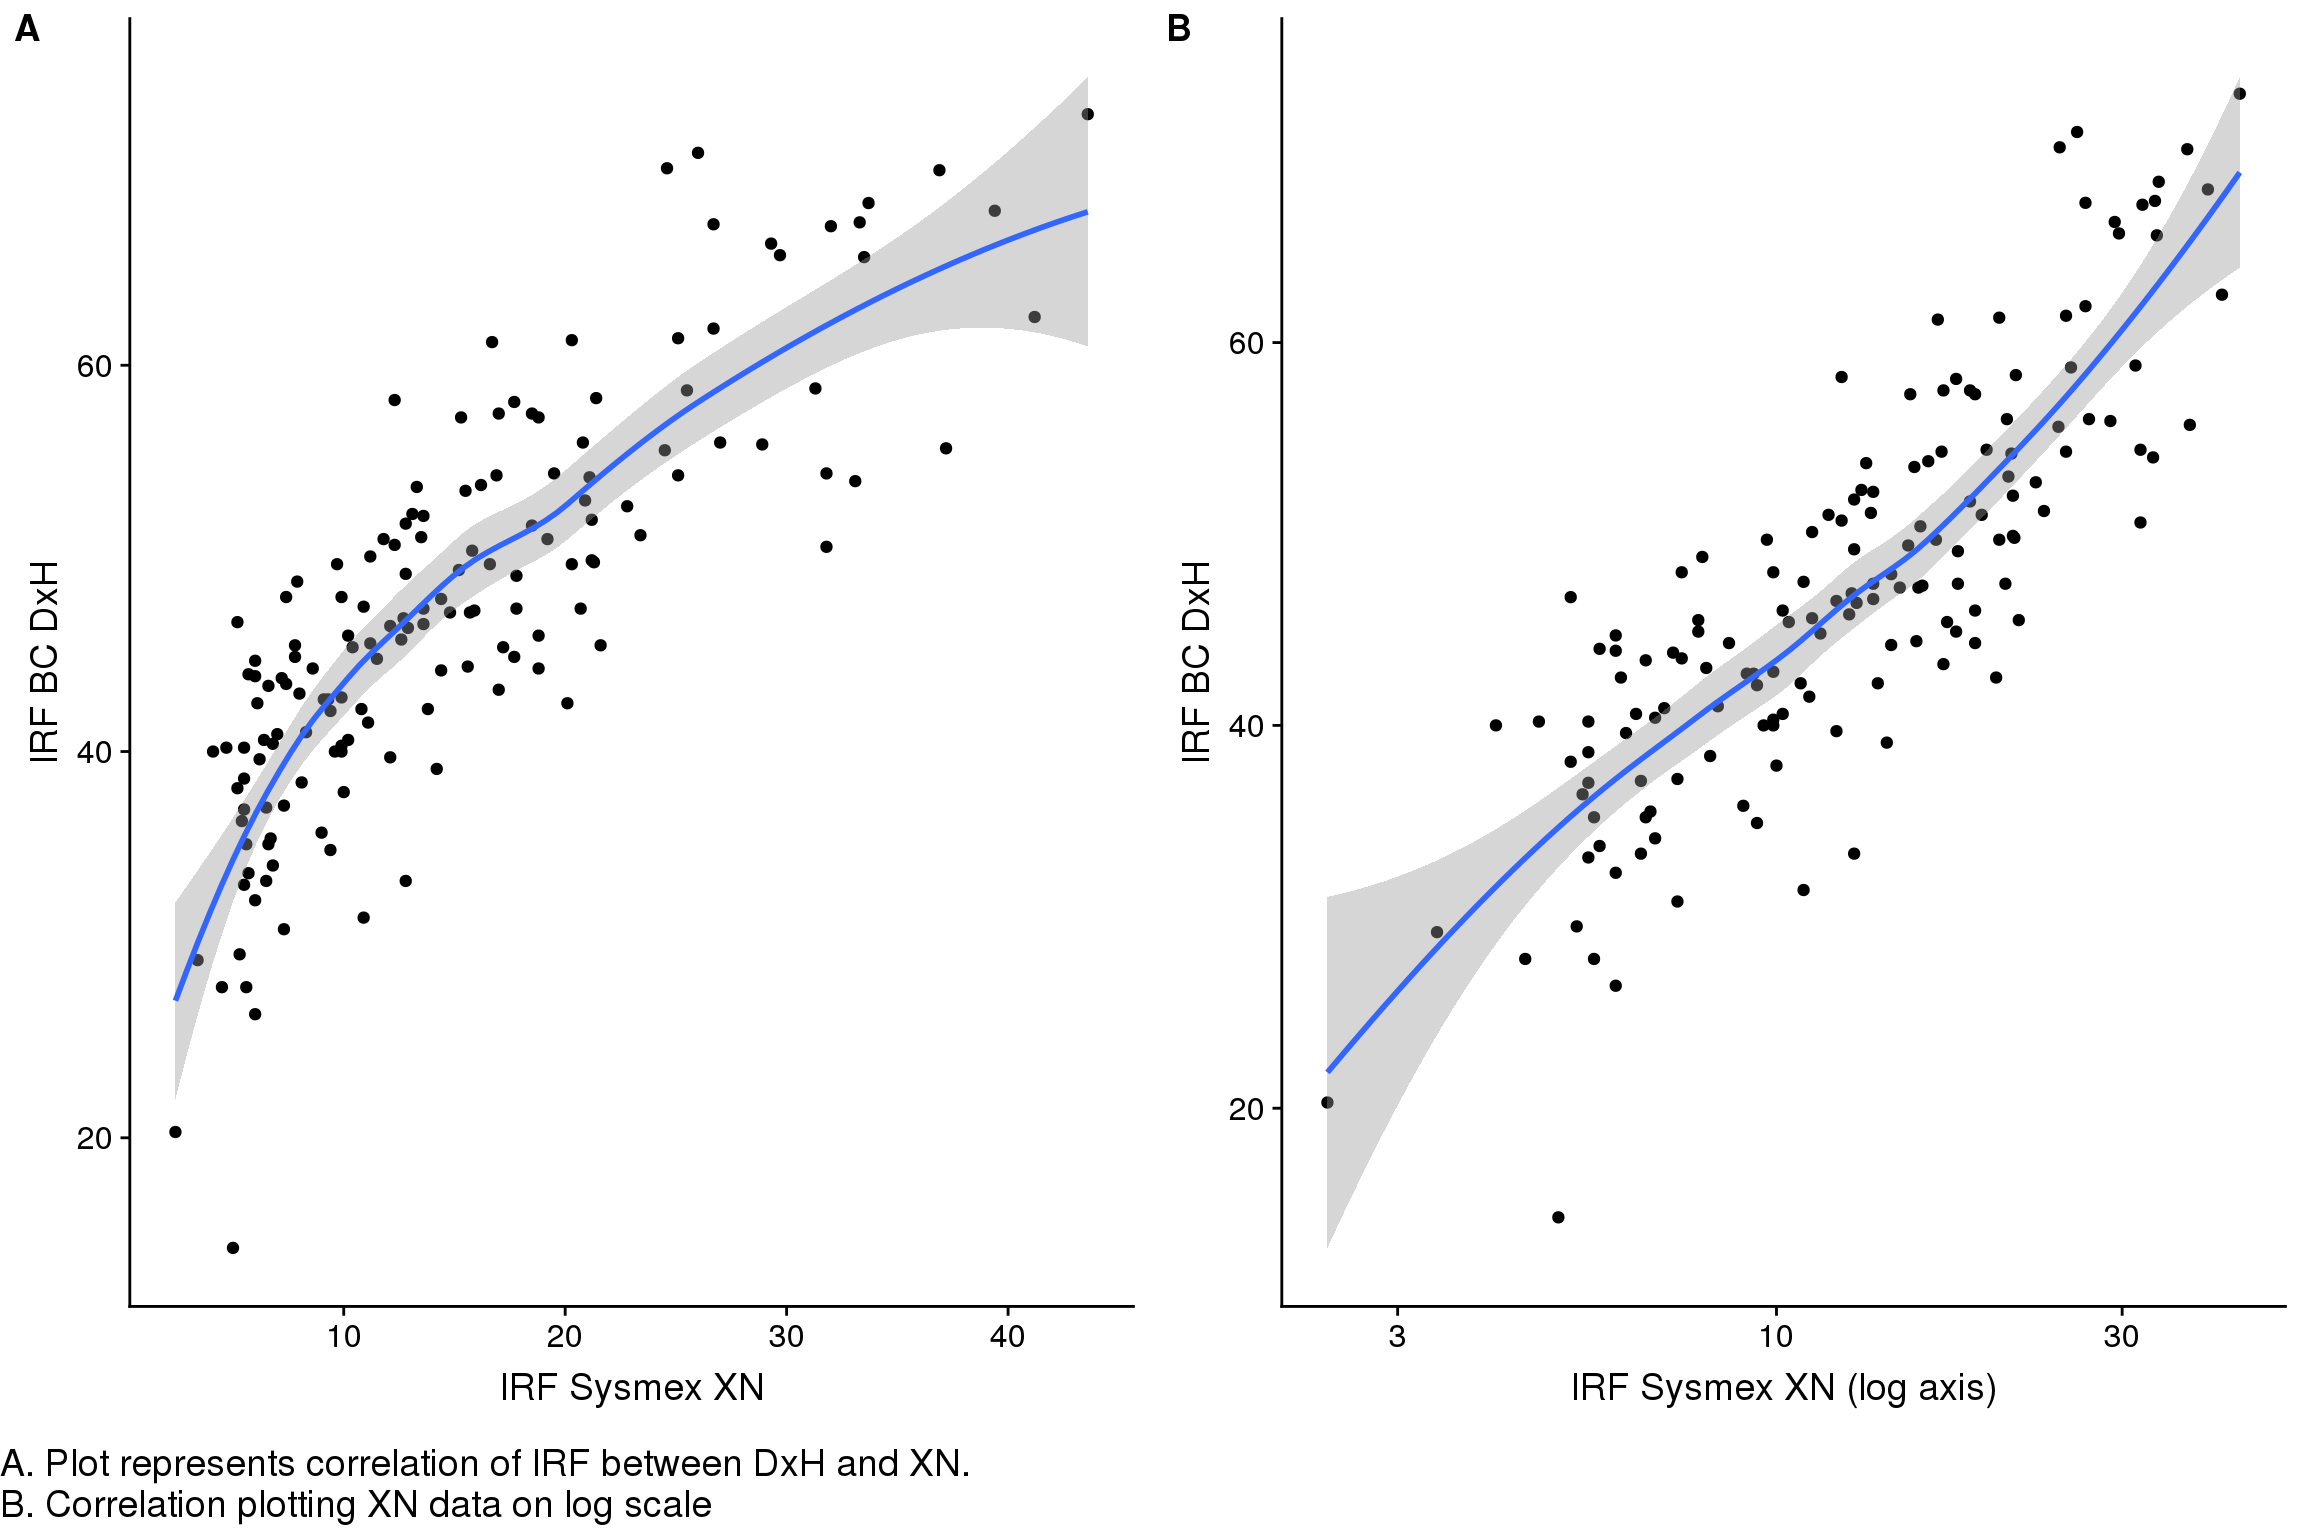 A
B
60
40
20
IRF BC DxH
10
20
30
40
IRF Sysmex XN
60
40
20
IRF BC DxH
3
10
30
IRF Sysmex XN (log axis)
A. Plot represents correlation of IRF between DxH and XN.
B. Correlation plotting XN data on log scale